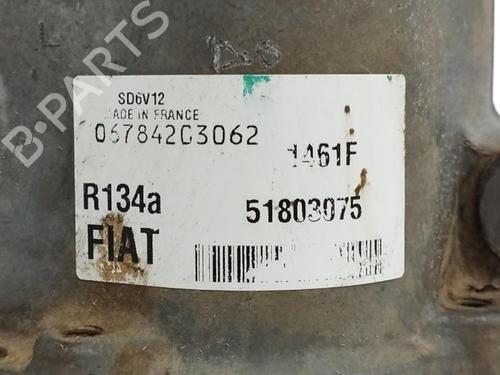 B-PARTS
SD6V12
MADE IN FRANCE
06784203062
1461F
R134a
51803075
FIAT